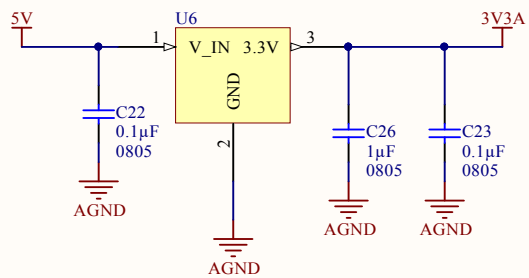 5V
U6
3V3A
1
V_IN
3.3V
3
GND
2
C22
0.1µF
0805
C26
1µF
0805
C23
0.1µF
0805
AGND
AGND
AGND
AGND